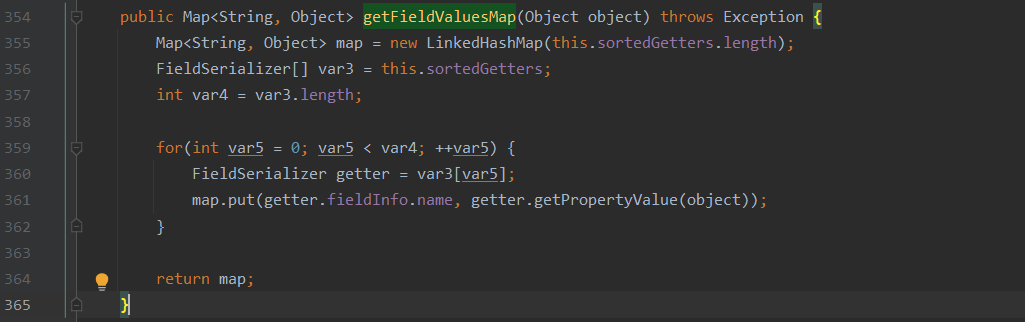 354 public Map<String, Object> getFieldValuesMap(Object object) throws Exception {
355 Map<String, Object> map = new LinkedHashMap(this.sortedGetters.length);
356 FieldSerializer[] var3 = this.sortedGetters;
357 int var4 = var3.length;
358
359 for(int var5 = 0; var5 < var4; ++var5) {
360 FieldSerializer getter = var3[var5];
361 map.put(getter.fieldInfo.name, getter.getPropertyValue(object));
362 }
363
364 return map;
365 }